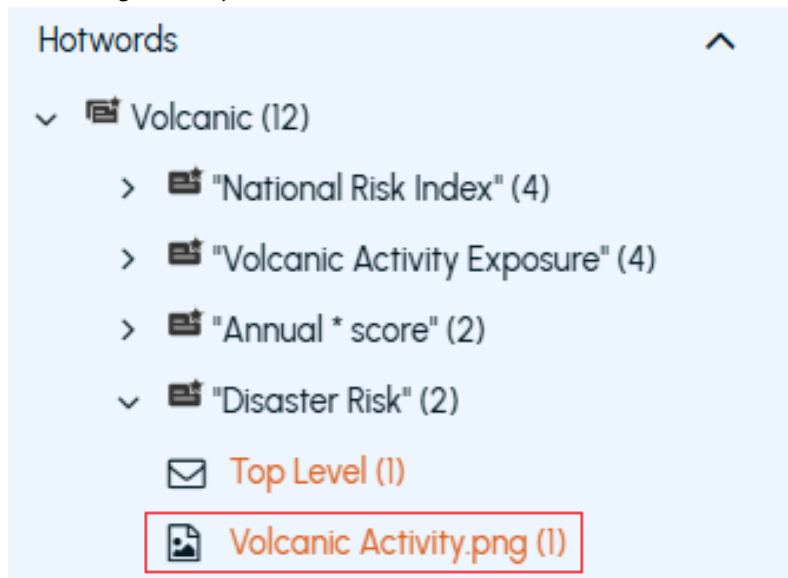 Hotwords
Volcanic (12)
"National Risk Index" (4)
"Volcanic Activity Exposure" (4)
"Annual * score" (2)
"Disaster Risk" (2)
Top Level (1)
Volcanic Activity.png (1)